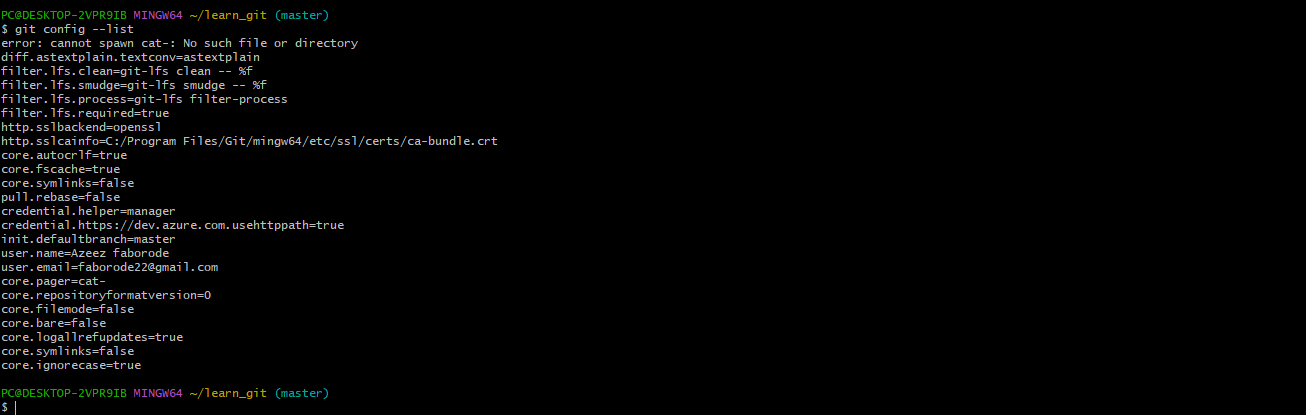 PC@DESKTOP-2VPR9IB MINGW64 ~/learn_git (master)
$ git config --list
error: cannot spawn cat-: No such file or directory
diff.astextplain.textconv=astextplain
filter.lfs.clean=git-lfs clean -- %f
filter.lfs.smudge=git-lfs smudge -- %f
filter.lfs.process=git-lfs filter-process
filter.lfs.required=true
http.sslbackend=openssl
http.sslcainfo=C:/Program Files/Git/mingw64/etc/ssl/certs/ca-bundle.crt
core.autocrlf=true
core.fscache=true
core.symlinks=false
pull.rebase=false
credential.helper=manager
credential.https://dev.azure.com.usehttppath=true
init.defaultbranch=master
user.name=Azeez faborode
user.email=faborode22@gmail.com
core.pager=cat-
core.repositoryformatversion=0
core.filemode=false
core.bare=false
core.logallrefupdates=true
core.symlinks=false
core.ignorecase=true
PC@DESKTOP-2VPR9IB MINGW64 ~/learn_git (master)
$